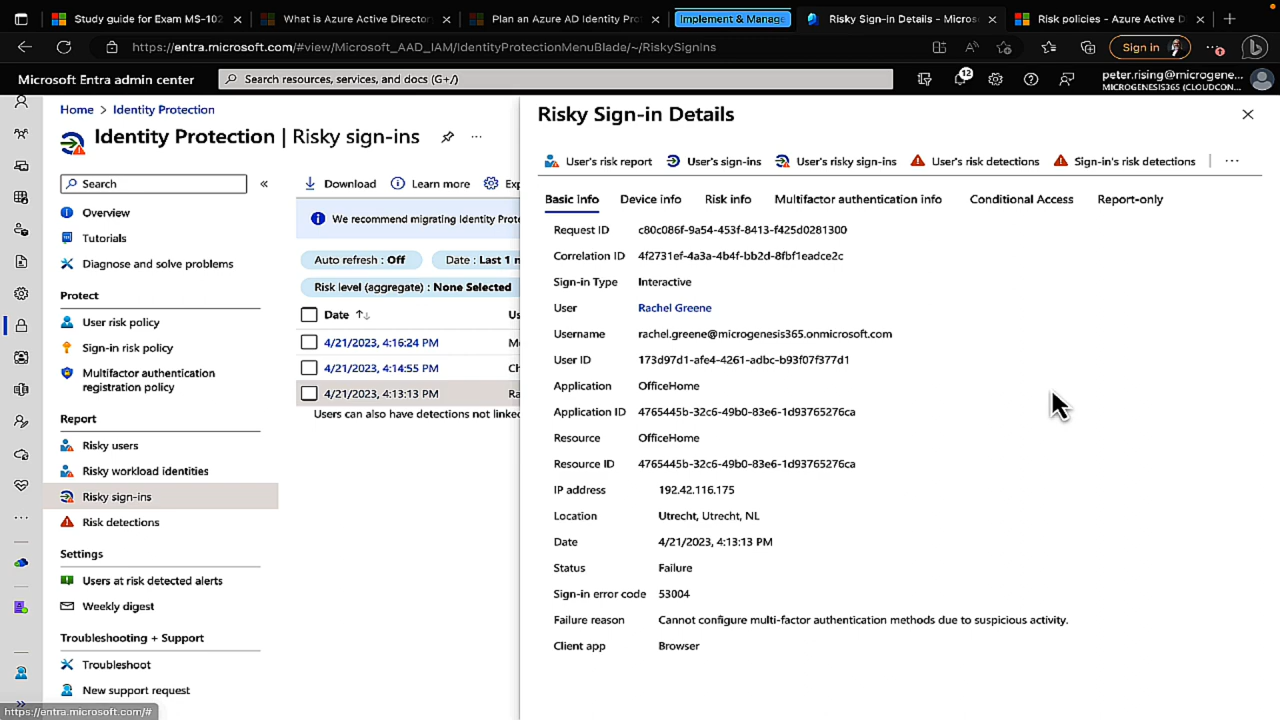 Study guide for Exam MS-102
What is Azure Active Director
Plan an Azure AD Identity Pro
Implement & Manage
Risky Sign-in Details - Micros
Risk policies - Azure Active D
https://entra.microsoft.com/#view/Microsoft_AAD_IAM/IdentityProtectionMenuBlade/~/RiskySignIns
Sign in
Microsoft Entra admin center
Search resources, services, and docs (G+/)
12
peter.rising@microgene...
MICROGENESIS365 (CLOUDCON...
Home > Identity Protection
Identity Protection | Risky sign-ins
Search
Overview
Tutorials
Diagnose and solve problems
Protect
User risk policy
Sign-in risk policy
Multifactor authentication
registration policy
Report
Risky users
Risky workload identities
Risky sign-ins
Risk detections
Settings
Users at risk detected alerts
Weekly digest
Troubleshooting + Support
Troubleshoot
New support request
https://entra.microsoft.com/#
Download
Learn more
Exp
We recommend migrating Identity Prote
Auto refresh : Off
Date : Last 1 m
Risk level (aggregate) : None Selected
Date
Us
4/21/2023, 4:16:24 PM
Me
4/21/2023, 4:14:55 PM
Ch
4/21/2023, 4:13:13 PM
Ra
Users can also have detections not linked
Risky Sign-in Details
User's risk report
User's sign-ins
User's risky sign-ins
User's risk detections
Sign-in's risk detections
Basic info
Device info
Risk info
Multifactor authentication info
Conditional Access
Report-only
Request ID c80c086f-9a54-453f-8413-f425d0281300
Correlation ID 4f2731ef-4a3a-4b4f-bb2d-8fbf1eadce2c
Sign-in Type Interactive
User Rachel Greene
Username rachel.greene@microgenesis365.onmicrosoft.com
User ID 173d97d1-afe4-4261-adbc-b93f07f377d1
Application OfficeHome
Application ID 4765445b-32c6-49b0-83e6-1d93765276ca
Resource OfficeHome
Resource ID 4765445b-32c6-49b0-83e6-1d93765276ca
IP address 192.42.116.175
Location Utrecht, Utrecht, NL
Date 4/21/2023, 4:13:13 PM
Status Failure
Sign-in error code 53004
Failure reason Cannot configure multi-factor authentication methods due to suspicious activity.
Client app Browser